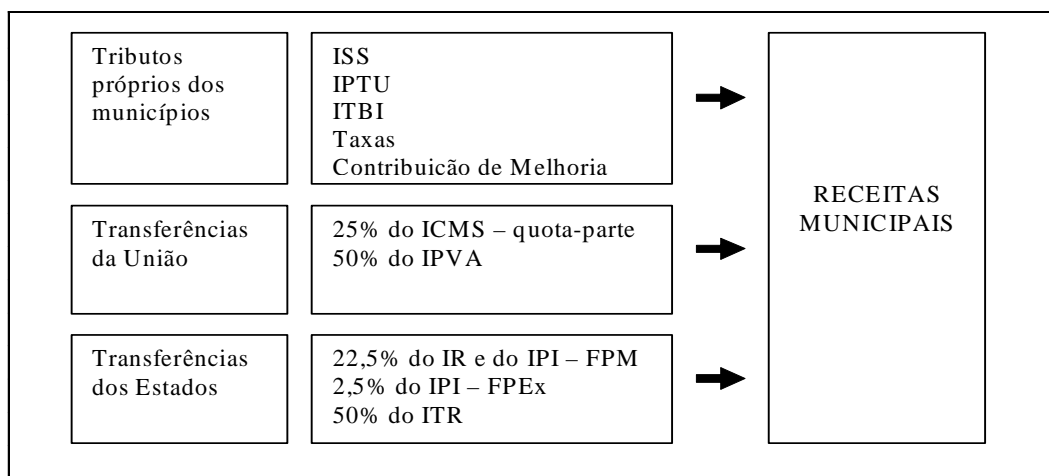 Tributos
próprios dos
municípios
ISS
IPTU
ITBI
Taxas
Contribuicão de Melhoria
Transferências
da União
25% do ICMS – quota-parte
50% do IPVA
Transferências
dos Estados
22,5% do IR e do IPI – FPM
2,5% do IPI – FPEx
50% do ITR
RECEITAS
MUNICIPAIS